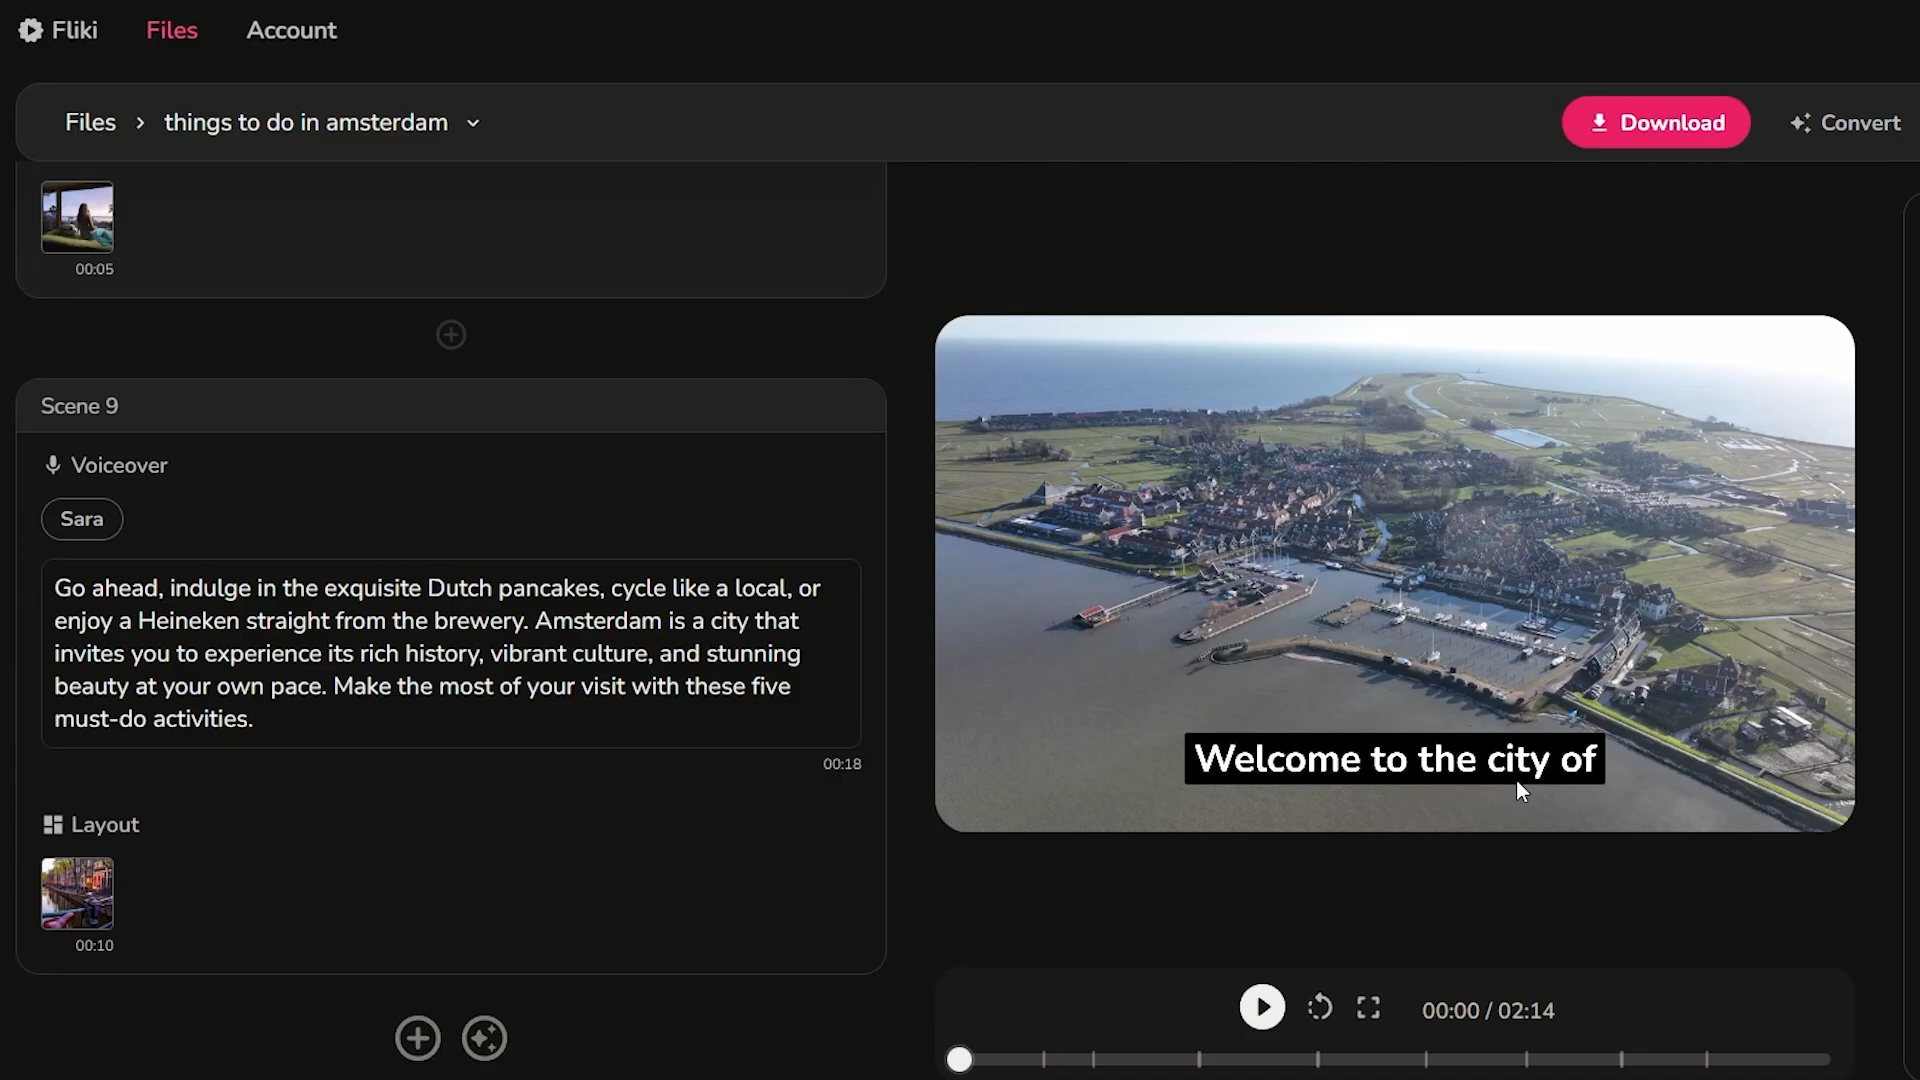 Fliki
Files
Account
Files
things to do in amsterdam
Download
Convert
00:05
Scene 9
Voiceover
Sara
Go ahead, indulge in the exquisite Dutch pancakes, cycle like a local, or
enjoy a Heineken straight from the brewery. Amsterdam is a city that
invites you to experience its rich history, vibrant culture, and stunning
beauty at your own pace. Make the most of your visit with these five
must-do activities.
00:18
Layout
00:10
Welcome to the city of
00:00 / 02:14